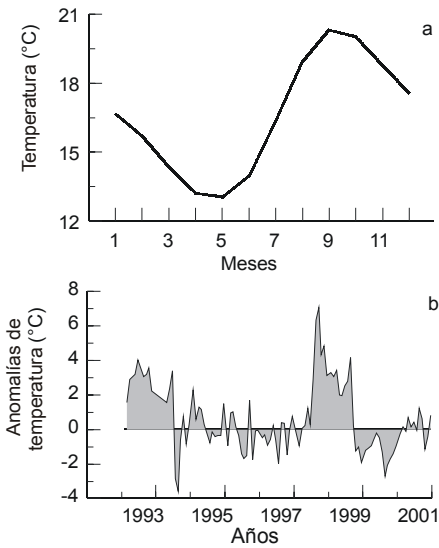 21
a
18
15
12
Temperatura (°C)
1 3 5 7 9 11
Meses
8
b
6
4
2
0
-2
-4
Anomalías de
temperatura (°C)
1993 1995 1997 1999 2001
Años